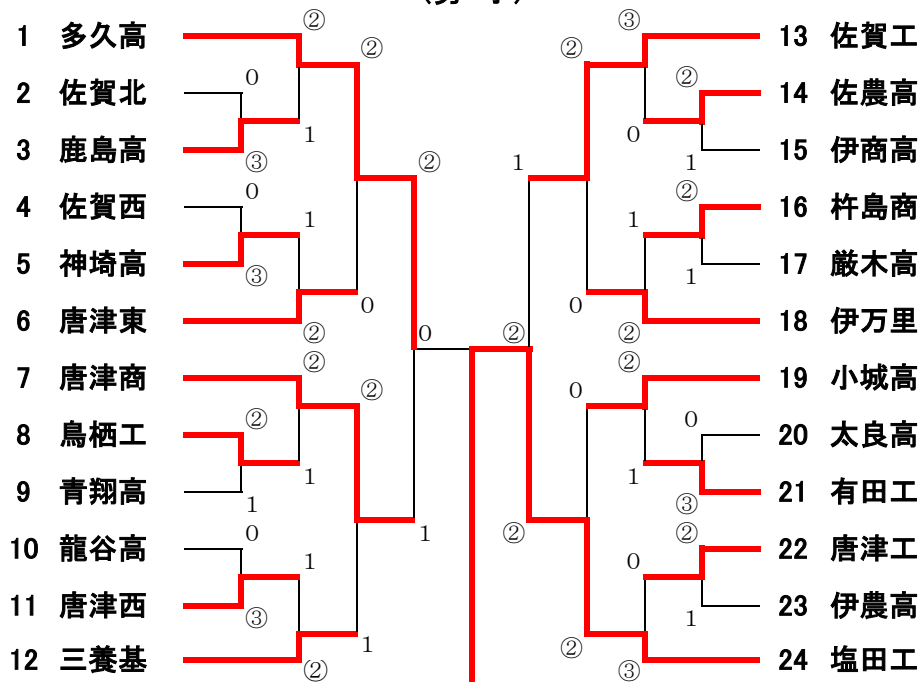 ② ③
1 多久高 13 佐賀工
② ②
0 ②
2 佐賀北 14 佐農高
1 0
3 鹿島高 15 伊商高
③ ② 1 1
0 ②
4 佐賀西 16 杵島商
1 1
5 神埼高 17 厳木高
③ 1
0 0
6 唐津東 18 伊万里
② 0 ② ②
② ②
7 唐津商 19 小城高
② 0
② 0
8 鳥栖工 20 太良高
1 1
9 青翔高 21 有田工
1 ③
0 1 ② ②
10 龍谷高 22 唐津工
1 0
11 唐津西 23 伊農高
③ 1
1 ②
12 三養基 24 塩田工
② ③